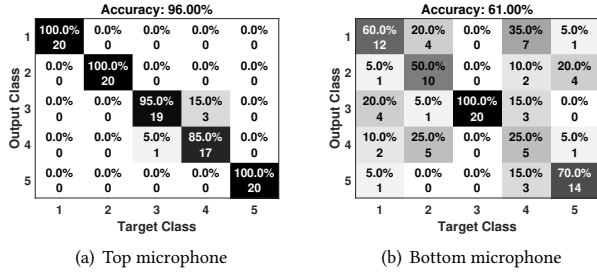 Accuracy: 96.00%
Output Class
1 100.0% 0.0% 0.0% 0.0% 0.0%
20 0 0 0 0
2 0.0% 100.0% 0.0% 0.0% 0.0%
0 20 0 0 0
3 0.0% 0.0% 95.0% 15.0% 0.0%
0 0 19 3 0
4 0.0% 0.0% 5.0% 85.0% 0.0%
0 0 1 17 0
5 0.0% 0.0% 0.0% 0.0% 100.0%
0 0 0 0 20
1 2 3 4 5
Target Class
(a) Top microphone
Accuracy: 61.00%
Output Class
1 60.0% 20.0% 0.0% 35.0% 5.0%
12 4 0 7 1
2 5.0% 50.0% 0.0% 10.0% 20.0%
1 10 0 2 4
3 20.0% 5.0% 100.0% 15.0% 0.0%
4 1 20 3 0
4 10.0% 25.0% 0.0% 25.0% 5.0%
2 5 0 5 1
5 5.0% 0.0% 0.0% 15.0% 70.0%
1 0 0 3 14
1 2 3 4 5
Target Class
(b) Bottom microphone